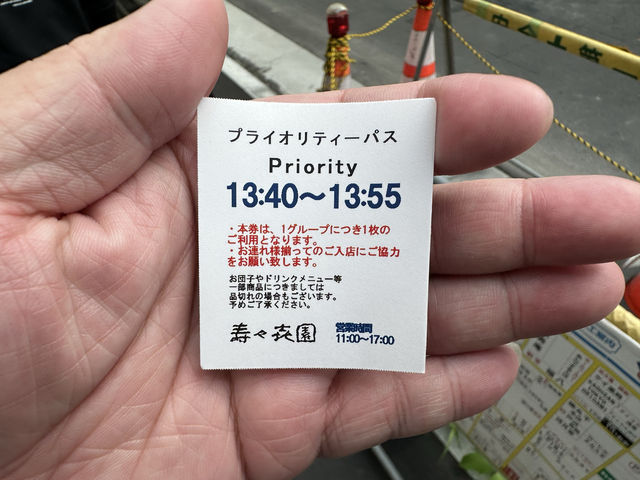 プライオリティーパス
Priority
13:40～13:55
・本券は、1グループにつき1枚の
ご利用となります。
・お連れ様揃ってのご入店にご協力
をお願い致します。
お団子やドリンクメニュー等
一部商品につきましては
品切れの場合もございます。
予めご了承ください。
寿々㐂園
営業時間
11:00～17:00